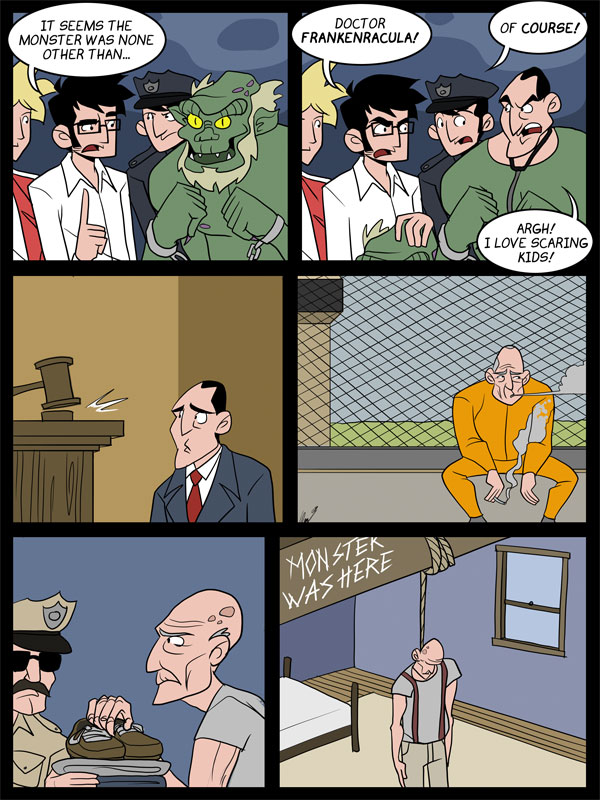 IT SEEMS THE
MONSTER WAS NONE
OTHER THAN...
DOCTOR
FRANKENRACULA!
OF COURSE!
ARGH!
I LOVE SCARING
KIDS!
MONSTER
WAS HERE